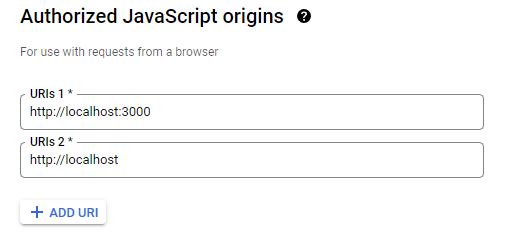 Authorized JavaScript origins ?
For use with requests from a browser
URIs 1 *
http://localhost:3000
URIs 2 *
http://localhost
+ ADD URI